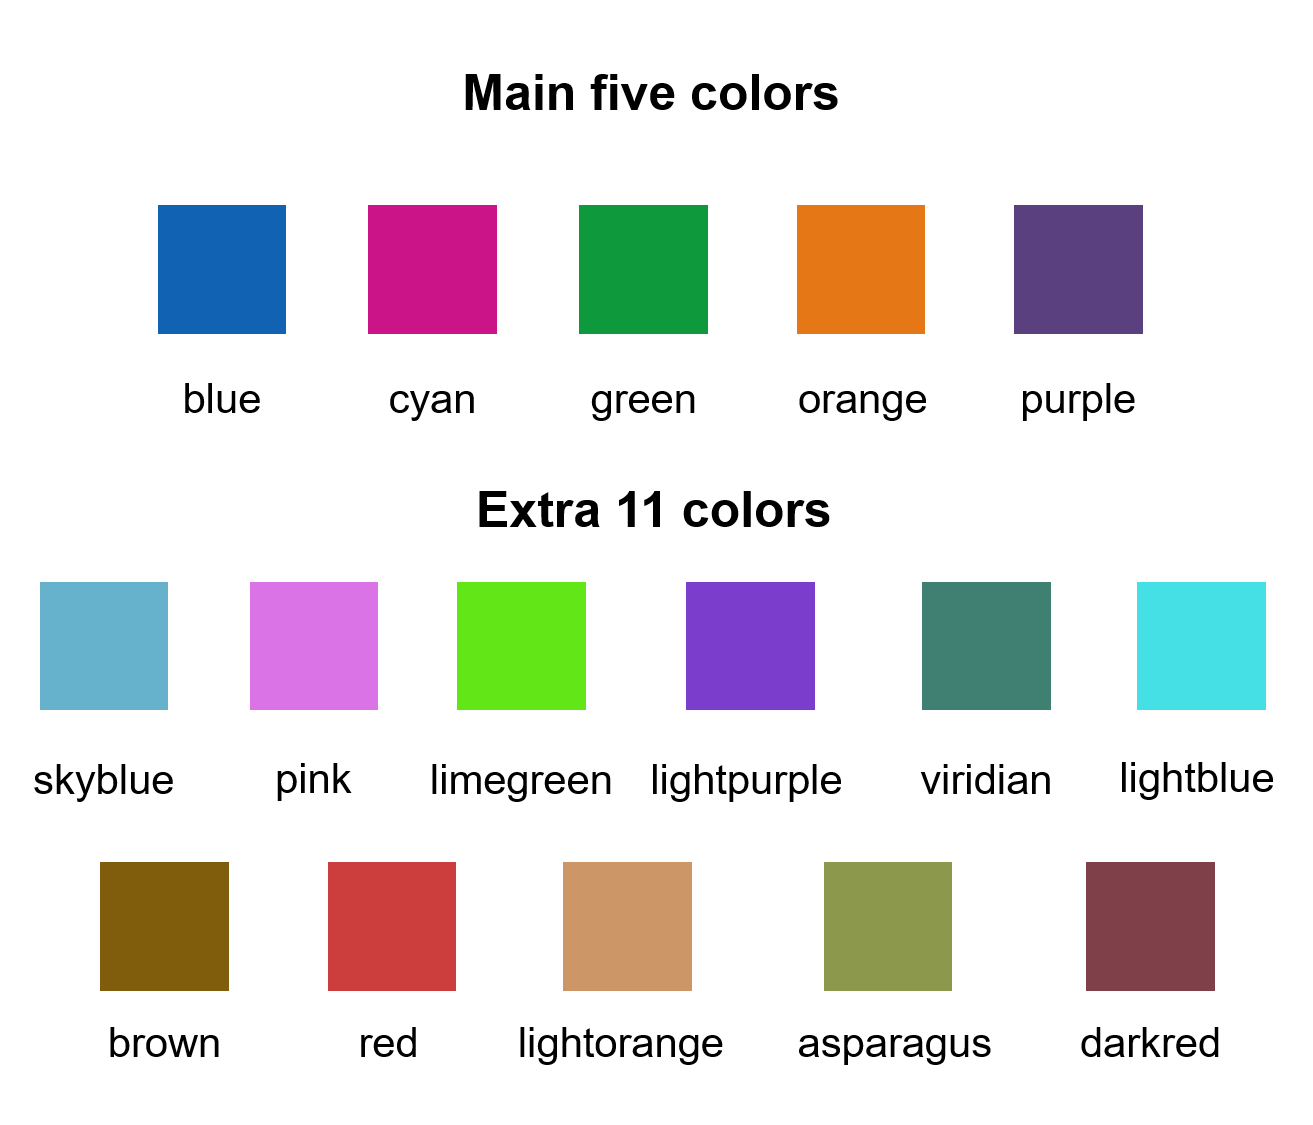 Main five colors
blue cyan green orange purple
Extra 11 colors
skyblue pink limegreen lightpurple viridian lightblue
brown red lightorange asparagus darkred